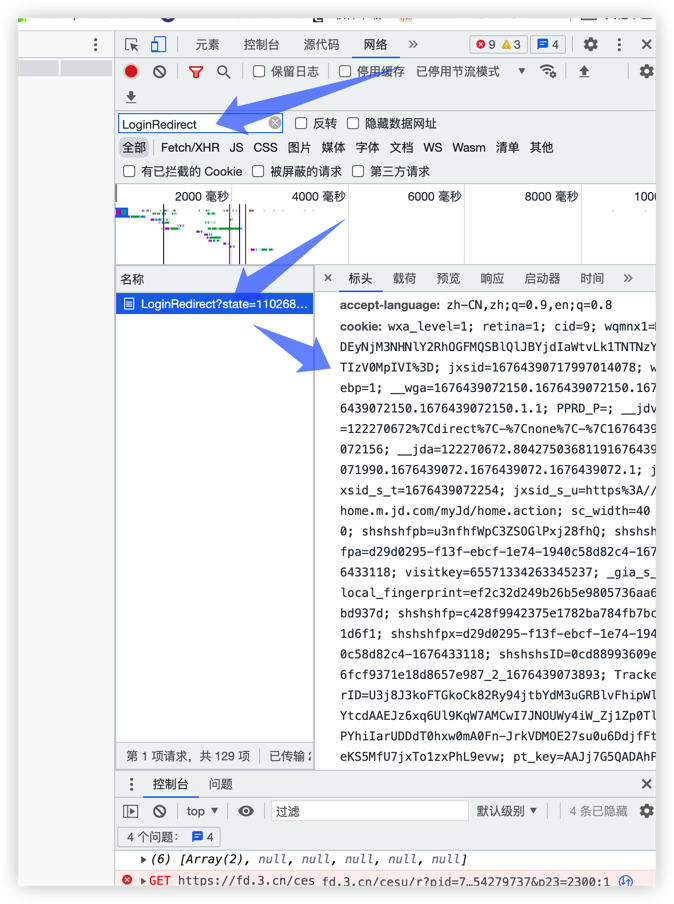 元素 控制台 源代码 网络 » 9 3 4
保留日志 停用缓存 已停用节流模式
LoginRedirect 反转 隐藏数据网址
全部 Fetch/XHR JS CSS 图片 媒体 字体 文档 WS Wasm 清单 其他
有已拦截的 Cookie 被屏蔽的请求 第三方请求
2000 毫秒 4000 毫秒 6000 毫秒 8000 毫秒 1000
名称 × 标头 载荷 预览 响应 启动器 时间 »
LoginRedirect?state=110268...
accept-language: zh-CN,zh;q=0.9,en;q=0.8
cookie: wxa_level=1; retina=1; cid=9; wqmnx1=
DEyNjM3NHNlY2RhOGFMQSBlQlJBYjdIaWtvLk1TNTNzY
TIzV0MpIVI%3D; jxsid=16764390717997014078; w
ebp=1; __wga=1676439072150.1676439072150.167
6439072150.1676439072150.1.1; PPRD_P=; __jdv
=122270672%7Cdirect%7C-%7Cnone%7C-%7C1676439
072156; __jda=122270672.80427503681191676439
071990.1676439072.1676439072.1676439072.1; j
xsid_s_t=1676439072254; jxsid_s_u=https%3A//
home.m.jd.com/myJd/home.action; sc_width=40
0; shshshfpb=u3nfhfWpC3ZSOGlPxj28fhQ; shshsh
fpa=d29d0295-f13f-ebcf-1e74-1940c58d82c4-167
6433118; visitkey=65571334263345237; _gia_s_
local_fingerprint=ef2c32d249b26b5e9805736aa6
bd937d; shshshfp=c428f9942375e1782ba784fb7bc
1d6f1; shshshfpx=d29d0295-f13f-ebcf-1e74-194
0c58d82c4-1676433118; shshshsID=0cd88993609e
6fcf9371e18d8657e987_2_1676439073893; Tracke
rID=U3j8J3koFTGkoCk82Ry94jtbYdM3uGRBlvFhipWl
YtcdAAEJz6xq6Ul9KqW7AMCwI7JNOUWy4iW_Zj1Zp0Tl
PYhiIarUDDdT0hxw0mA0Fn-JrkVDMOE27su0u6DdjfFt
eKS5MfU7jxTo1zxPhL9evw; pt_key=AAJj7G5QADAhP
第 1 项请求，共 129 项 已传输
控制台 问题
top 过滤 默认级别 4 条已隐藏
4 个问题： 4
(6) [Array(2), null, null, null, null, null]
GET https://fd.3.cn/ces fd.3.cn/cesu/r?pid=7…54279737&p23=2300:1